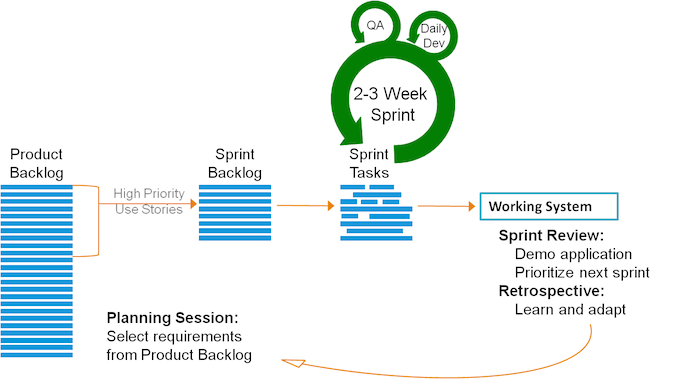 QA
Daily
Dev
2-3 Week
Sprint
Product
Backlog
High Priority
Use Stories
Sprint
Backlog
Sprint
Tasks
Working System
Sprint Review:
Demo application
Prioritize next sprint
Retrospective:
Learn and adapt
Planning Session:
Select requirements
from Product Backlog